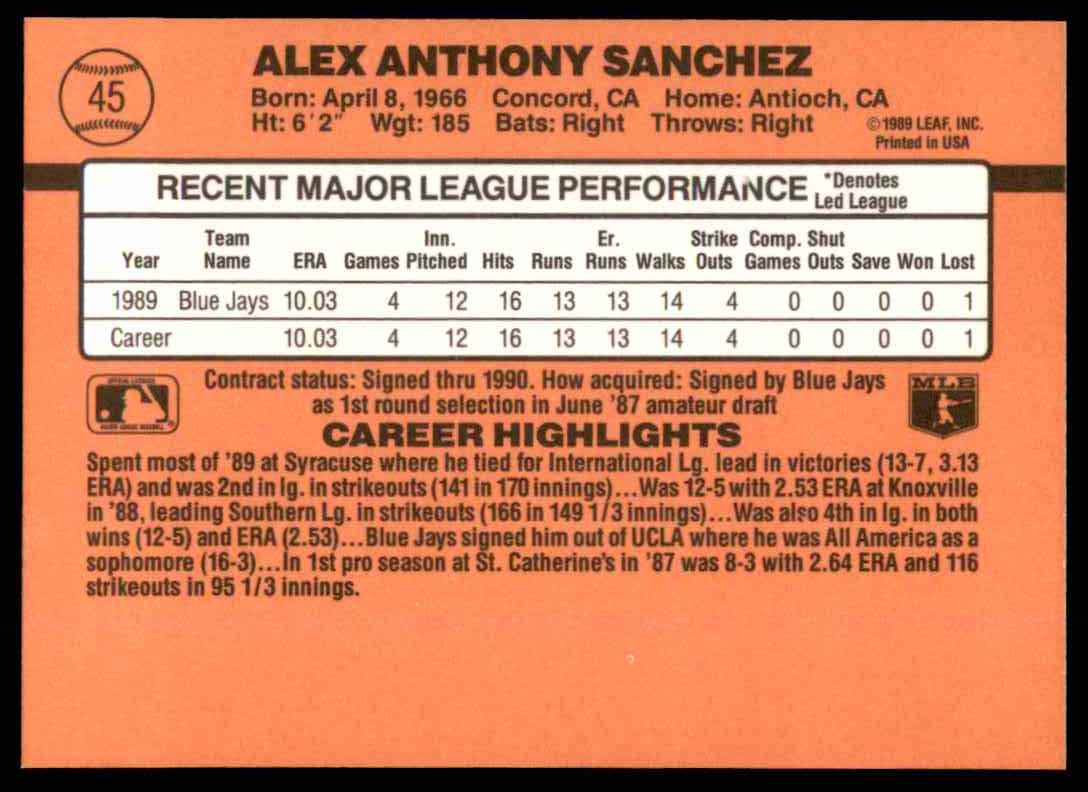 45
ALEX ANTHONY SANCHEZ
Born: April 8, 1966 Concord, CA Home: Antioch, CA
Ht: 6'2" Wgt: 185 Bats: Right Throws: Right
©1989 LEAF, INC.
Printed in USA
RECENT MAJOR LEAGUE PERFORMANCE *Denotes Led League
Year Team Name ERA Games Inn. Pitched Hits Runs Er. Runs Walks Strike Outs Comp. Games Shut Outs Save Won Lost
1989 Blue Jays 10.03 4 12 16 13 13 14 4 0 0 0 0 1
Career 10.03 4 12 16 13 13 14 4 0 0 0 0 1
Contract status: Signed thru 1990. How acquired: Signed by Blue Jays
as 1st round selection in June '87 amateur draft
MLB
CAREER HIGHLIGHTS
Spent most of '89 at Syracuse where he tied for International Lg. lead in victories (13-7, 3.13
ERA) and was 2nd in lg. in strikeouts (141 in 170 innings)...Was 12-5 with 2.53 ERA at Knoxville
in '88, leading Southern Lg. in strikeouts (166 in 149 1/3 innings)...Was also 4th in lg. in both
wins (12-5) and ERA (2.53)...Blue Jays signed him out of UCLA where he was All America as a
sophomore (16-3)...In 1st pro season at St. Catherine's in '87 was 8-3 with 2.64 ERA and 116
strikeouts in 95 1/3 innings.